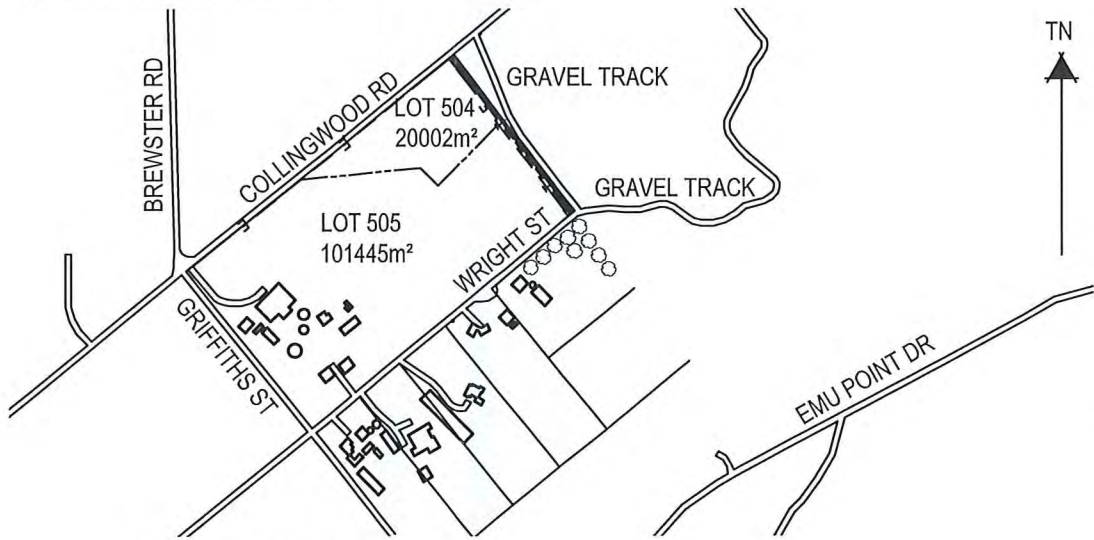 TN
BREWSTER RD
COLLINGWOOD RD
GRAVEL TRACK
LOT 504
20002m²
GRAVEL TRACK
LOT 505
101445m²
WRIGHT ST
GRIFFITHS ST
EMU POINT DR